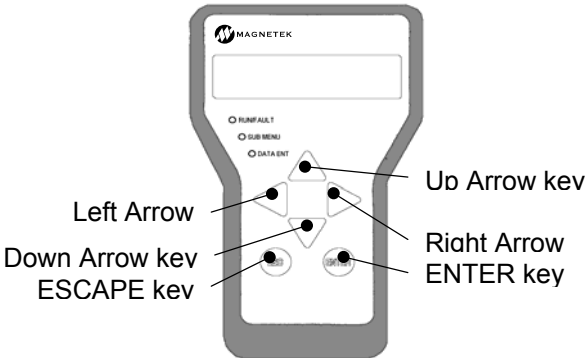 MAGNETEK
RUN/FAULT
SUB MENU
DATA ENT
Up Arrow key
Left Arrow
Right Arrow
Down Arrow key
ENTER key
ESCAPE key